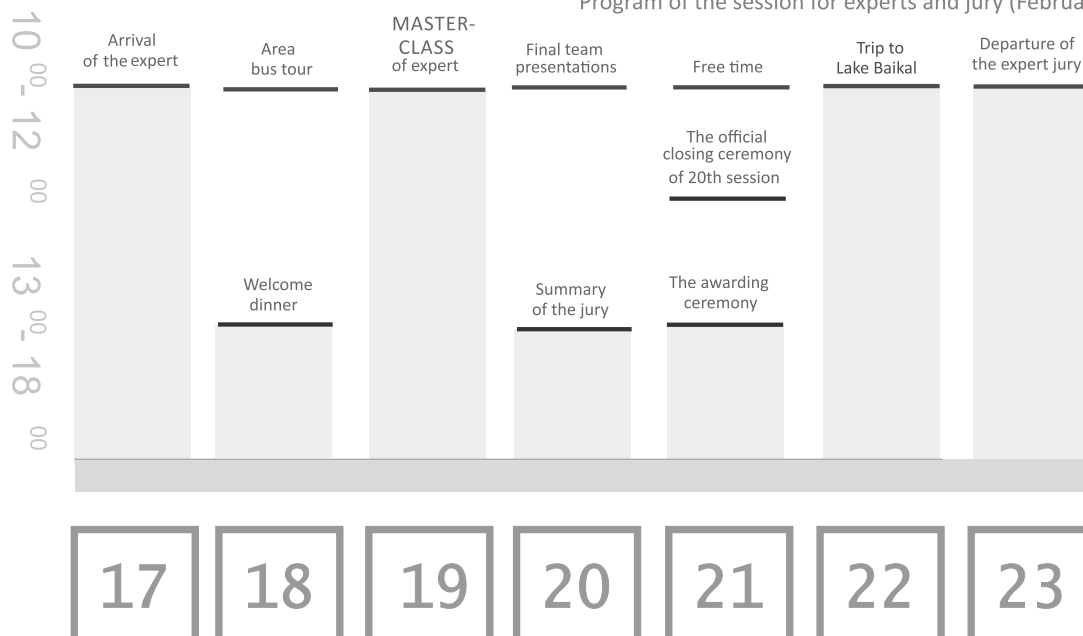 Program of the session for experts and jury (Februa
10 00 - 12 00
13 00 - 18 00
Arrival
of the expert
Area
bus tour
MASTER-
CLASS
of expert
Final team
presentations
Free time
Trip to
Lake Baikal
Departure of
the expert jury
The official
closing ceremony
of 20th session
Welcome
dinner
Summary
of the jury
The awarding
ceremony
17
18
19
20
21
22
23